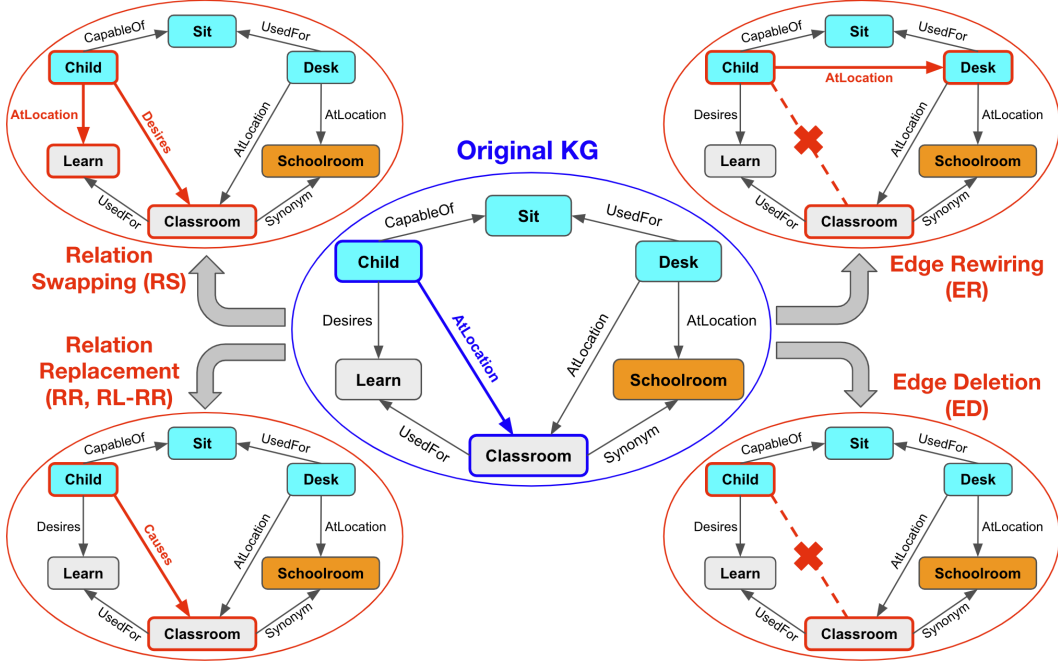 CapableOf
Sit
UsedFor
Child
Desk
AtLocation
Desires
AtLocation
AtLocation
Learn
Schoolroom
UsedFor
Classroom
Synonym
Relation
Swapping (RS)
CapableOf
Sit
UsedFor
Child
AtLocation
Desk
Desires
AtLocation
AtLocation
Learn
Schoolroom
UsedFor
Classroom
Synonym
Edge Rewiring
(ER)
Original KG
CapableOf
Sit
UsedFor
Child
Desk
Desires
AtLocation
AtLocation
AtLocation
Learn
Schoolroom
UsedFor
Classroom
Synonym
Relation
Replacement
(RR, RL-RR)
CapableOf
Sit
UsedFor
Child
Desk
Desires
Causes
AtLocation
AtLocation
Learn
Schoolroom
UsedFor
Classroom
Synonym
Edge Deletion
(ED)
CapableOf
Sit
UsedFor
Child
Desk
Desires
AtLocation
AtLocation
Learn
Schoolroom
UsedFor
Classroom
Synonym